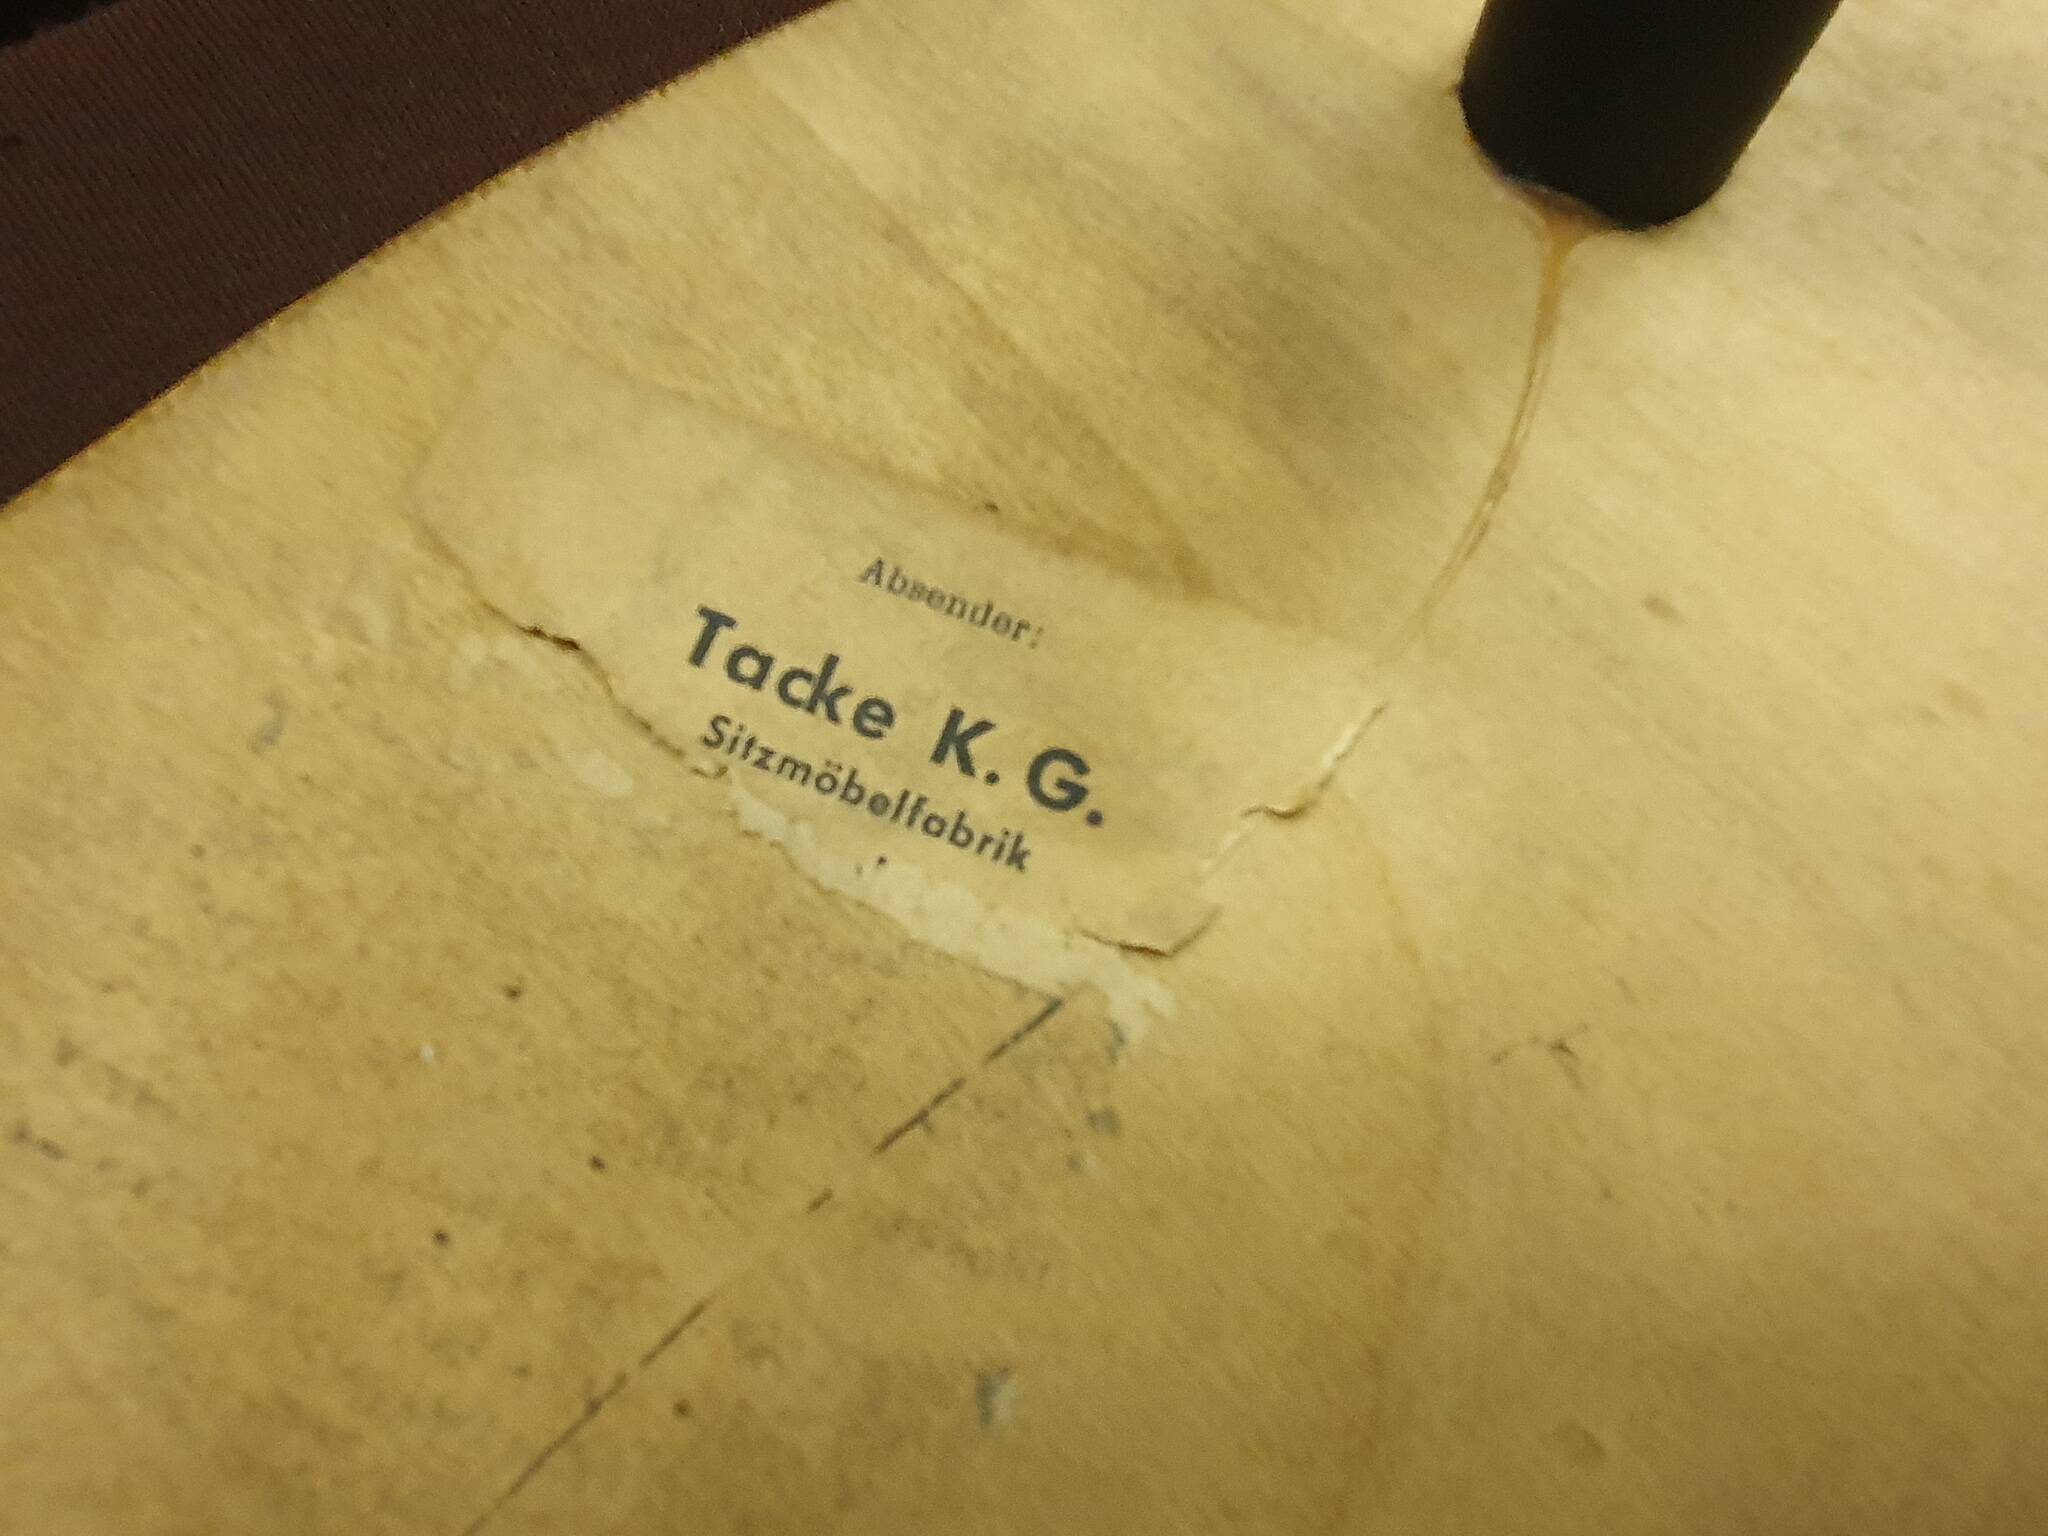 Absender:
Tacke K. G.
Sitzmöbelfabrik